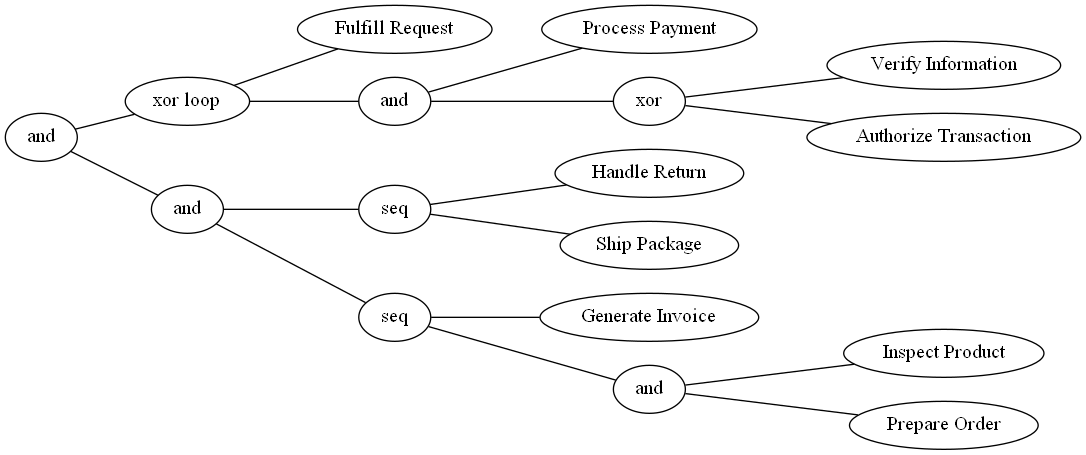 Fulfill Request
Process Payment
Verify Information
xor loop
and
xor
Authorize Transaction
and
Handle Return
and
seq
Ship Package
Generate Invoice
seq
Inspect Product
and
Prepare Order